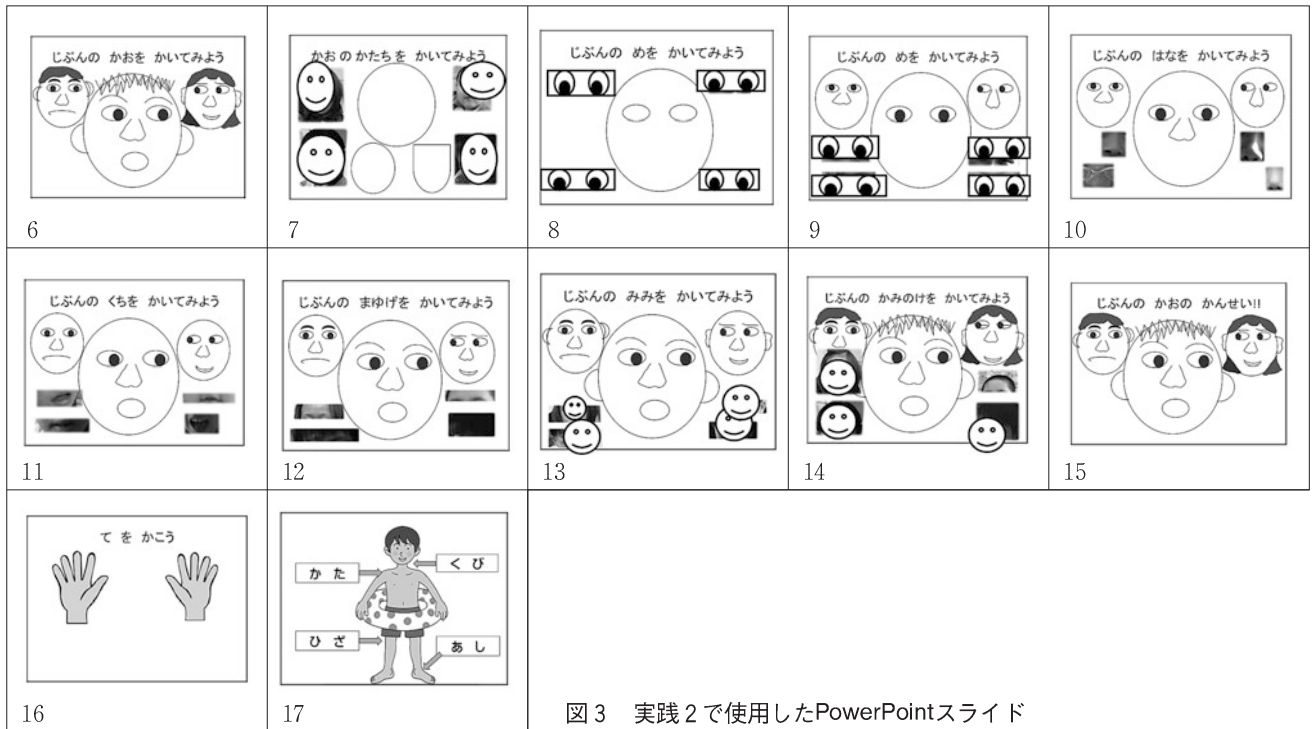 じぶんの かおを かいてみよう
6
かおのかたちを かいてみよう
7
じぶんの めを かいてみよう
8
じぶんの めを かいてみよう
9
じぶんの はなを かいてみよう
10
じぶんの くちを かいてみよう
11
じぶんの まゆげを かいてみよう
12
じぶんの みみを かいてみよう
13
じぶんの かみのけを かいてみよう
14
じぶんの かおの かんせい!!
15
て を かこう
16
かた
くび
ひざ
あし
17
図3 実践2で使用したPowerPointスライド